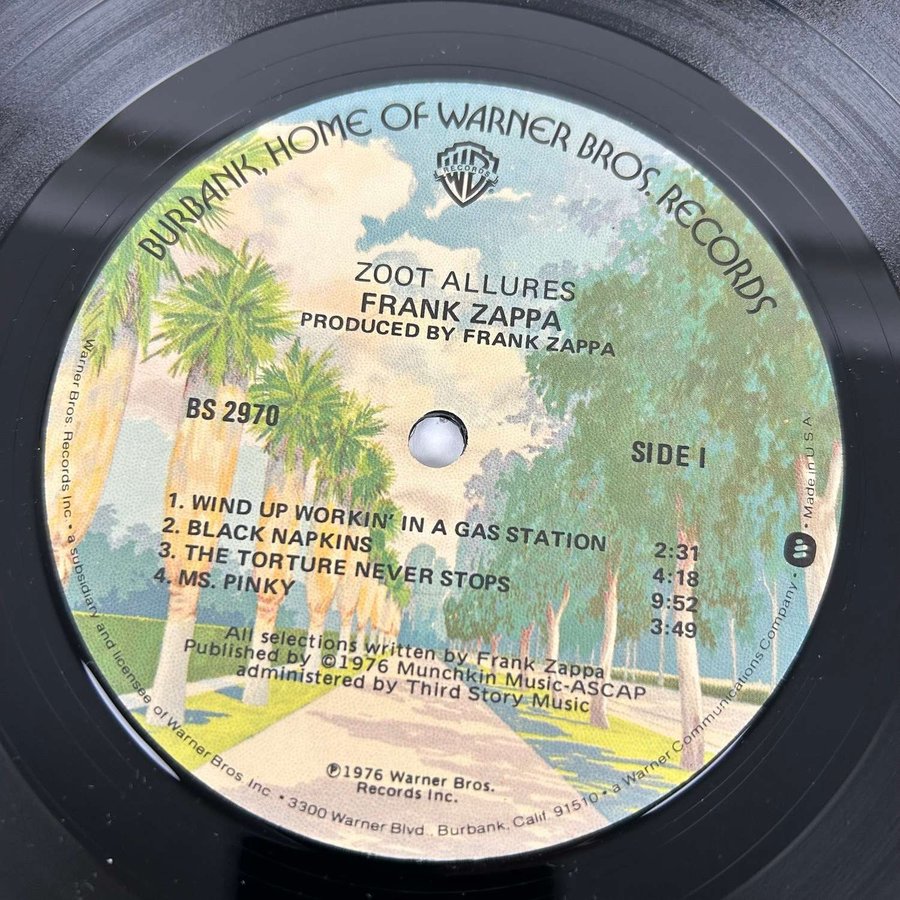 BURBANK, HOME OF WARNER BROS. RECORDS
W B RECORDS
ZOOT ALLURES
FRANK ZAPPA
PRODUCED BY FRANK ZAPPA
BS 2970
SIDE I
1. WIND UP WORKIN' IN A GAS STATION 2:31
2. BLACK NAPKINS 4:18
3. THE TORTURE NEVER STOPS 9:52
4. MS. PINKY 3:49
All selections written by Frank Zappa
Published by ©1976 Munchkin Music-ASCAP
administered by Third Story Music
℗1976 Warner Bros.
Records Inc.
Warner Bros. Records Inc. • a subsidiary and licensee of Warner Bros. Inc. • 3300 Warner Blvd., Burbank, Calif. 91510 • a Warner Communications Company • Made in U S A